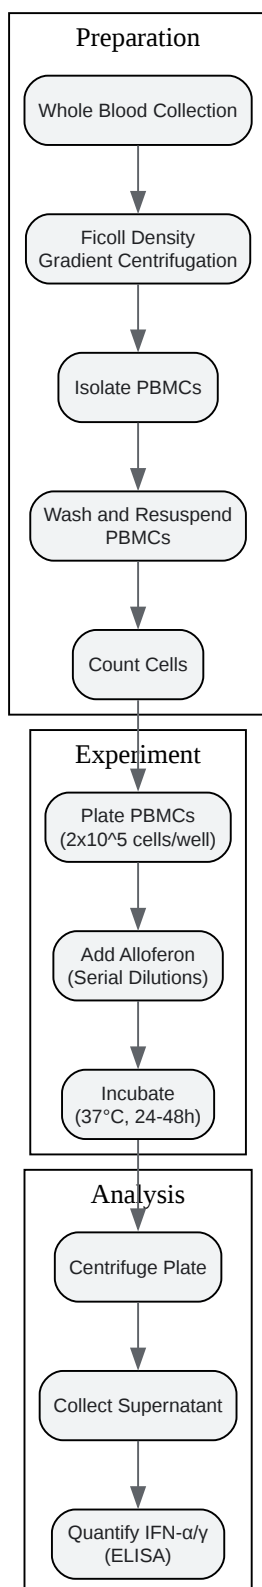 Preparation
Whole Blood Collection
Ficoll Density
Gradient Centrifugation
Isolate PBMCs
Wash and Resuspend
PBMCs
Count Cells
Experiment
Plate PBMCs
(2x10^5 cells/well)
Add Alloferon
(Serial Dilutions)
Incubate
(37°C, 24-48h)
Analysis
Centrifuge Plate
Collect Supernatant
Quantify IFN-α/γ
(ELISA)